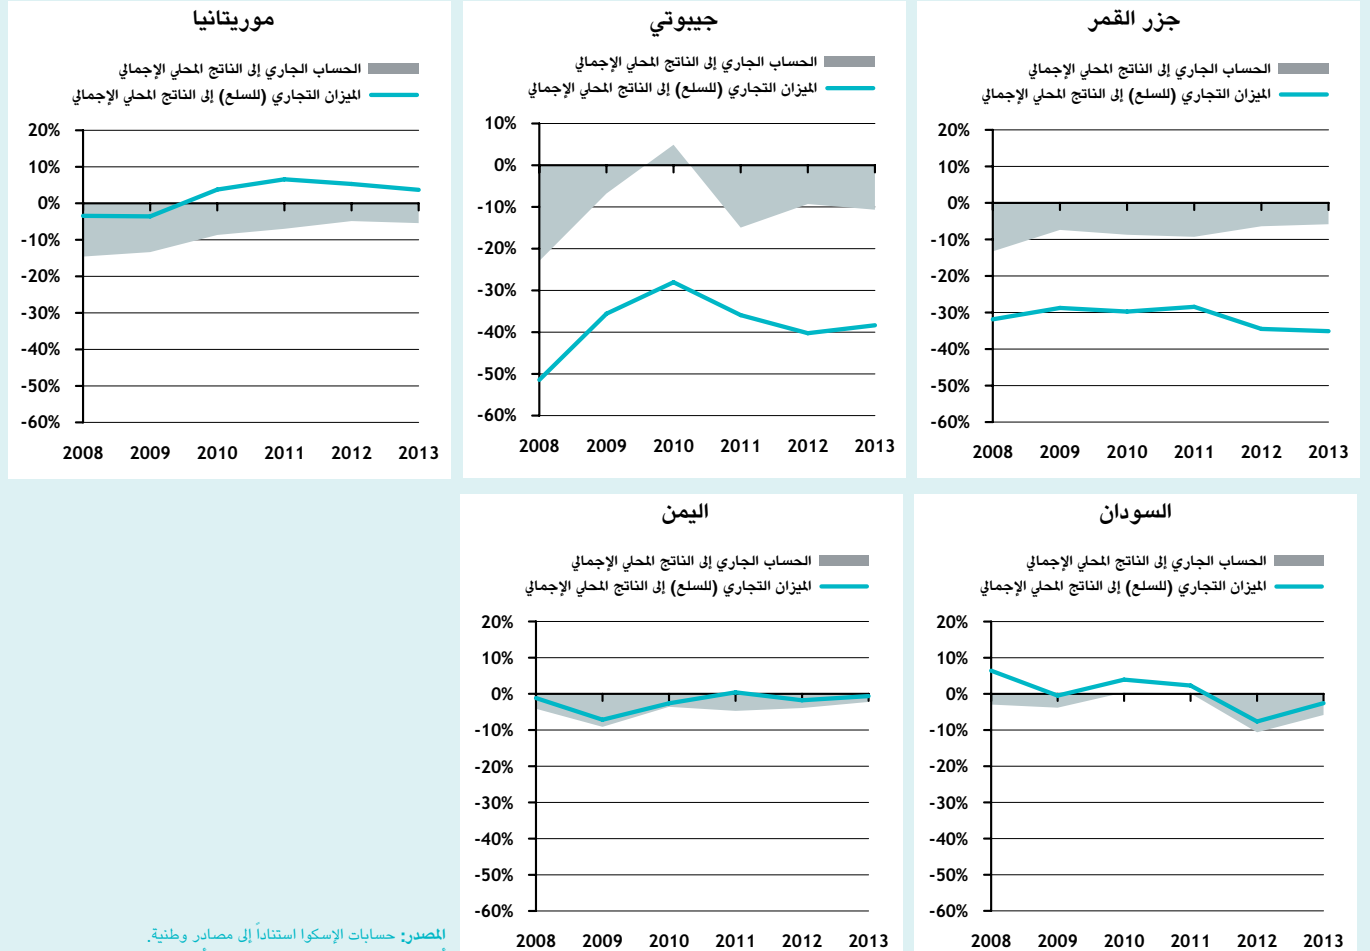 جزر القمر
الحساب الجاري إلى الناتج المحلي الإجمالي
الميزان التجاري (للسلع) إلى الناتج المحلي الإجمالي
20%
10%
0%
-10%
-20%
-30%
-40%
-50%
-60%
2008 2009 2010 2011 2012 2013
جيبوتي
الحساب الجاري إلى الناتج المحلي الإجمالي
الميزان التجاري (للسلع) إلى الناتج المحلي الإجمالي
10%
0%
-10%
-20%
-30%
-40%
-50%
-60%
2008 2009 2010 2011 2012 2013
موريتانيا
الحساب الجاري إلى الناتج المحلي الإجمالي
الميزان التجاري (للسلع) إلى الناتج المحلي الإجمالي
20%
10%
0%
-10%
-20%
-30%
-40%
-50%
-60%
2008 2009 2010 2011 2012 2013
السودان
الحساب الجاري إلى الناتج المحلي الإجمالي
الميزان التجاري (للسلع) إلى الناتج المحلي الإجمالي
20%
10%
0%
-10%
-20%
-30%
-40%
-50%
-60%
2008 2009 2010 2011 2012 2013
اليمن
الحساب الجاري إلى الناتج المحلي الإجمالي
الميزان التجاري (للسلع) إلى الناتج المحلي الإجمالي
20%
10%
0%
-10%
-20%
-30%
-40%
-50%
-60%
2008 2009 2010 2011 2012 2013
المصدر: حسابات الإسكوا استناداً إلى مصادر وطنية.